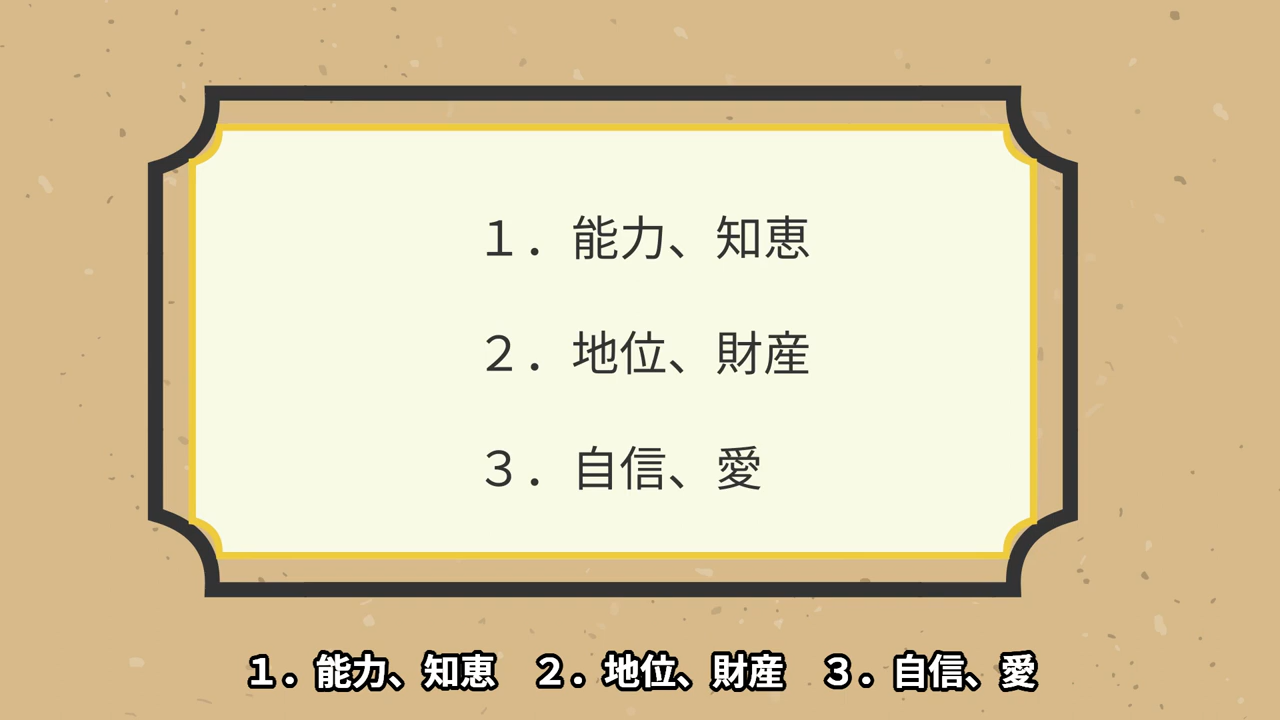 １．能力、知恵
２．地位、財産
３．自信、愛
１．能力、知恵　２．地位、財産　３．自信、愛